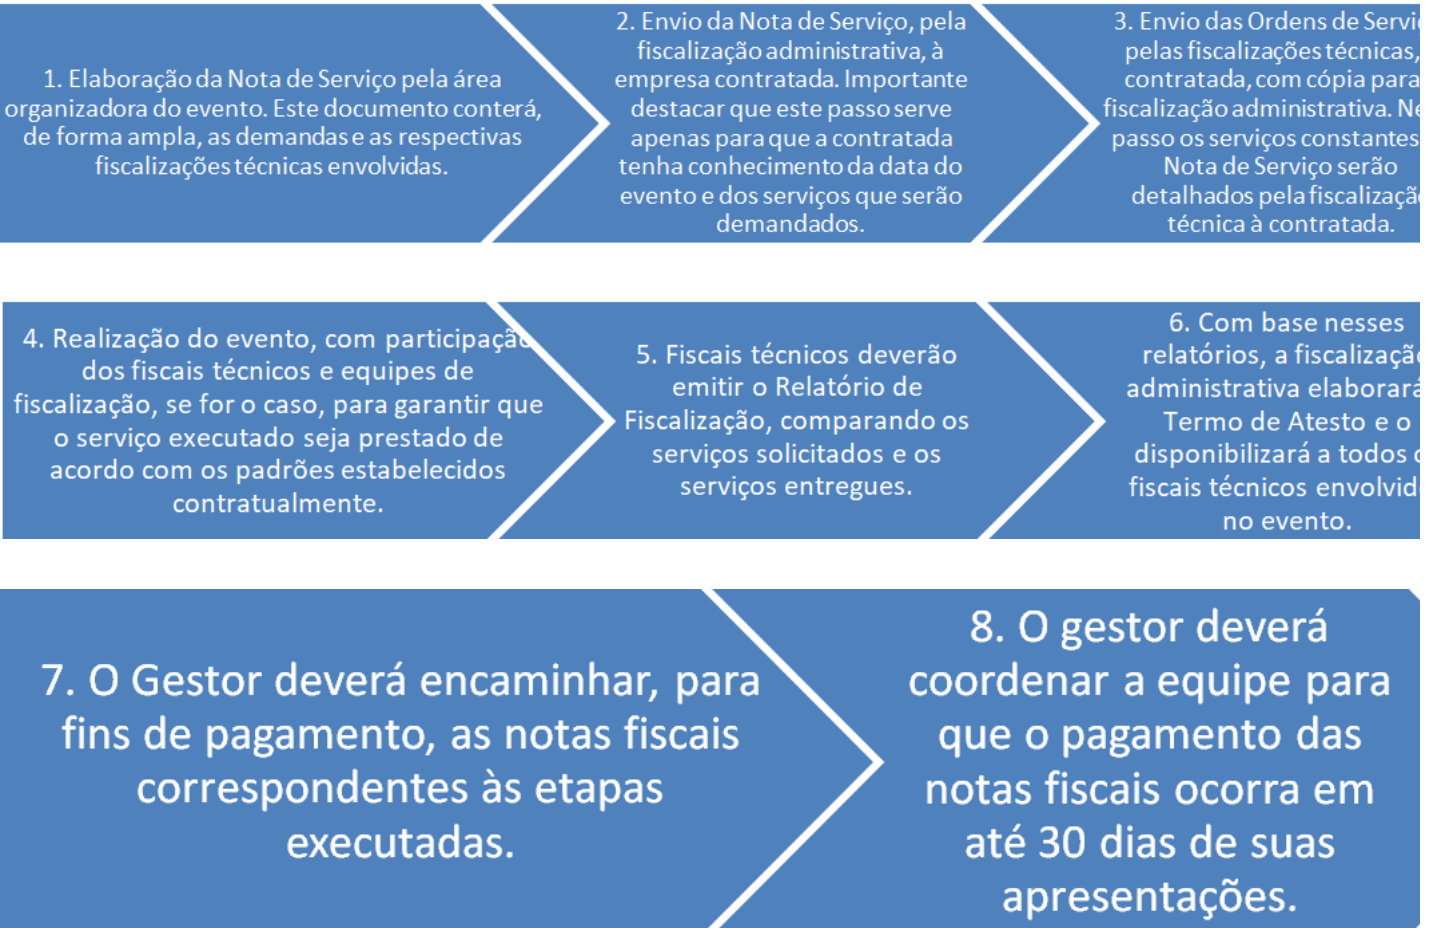 1. Elaboração da Nota de Serviço pela área
organizadora do evento. Este documento conterá,
de forma ampla, as demandas e as respectivas
fiscalizações técnicas envolvidas.
2. Envio da Nota de Serviço, pela
fiscalização administrativa, à
empresa contratada. Importante
destacar que este passo serve
apenas para que a contratada
tenha conhecimento da data do
evento e dos serviços que serão
demandados.
3. Envio das Ordens de
pelas fiscalizações técnicas,
contratada, com cópia para
fiscalização administrativa.
passo os serviços constantes
Nota de Serviço serão
detalhados pela
técnica à contratada.
4. Realização do evento, com participação
dos fiscais técnicos e equipes de
fiscalização, se for o caso, para garantir que
o serviço executado seja prestado de
acordo com os padrões estabelecidos
contratualmente.
5. Fiscais técnicos deverão
emitir o Relatório de
Fiscalização, comparando os
serviços solicitados e os
serviços entregues.
6. Com base nesses
relatórios, a
administrativa elaborará
Termo de Atesto e o
disponibilizará a todos
fiscais técnicos
no evento.
7. O Gestor deverá encaminhar, para
fins de pagamento, as notas fiscais
correspondentes às etapas
executadas.
8. O gestor deverá
coordenar a equipe para
que o pagamento das
notas fiscais ocorra em
até 30 dias de suas
apresentações.